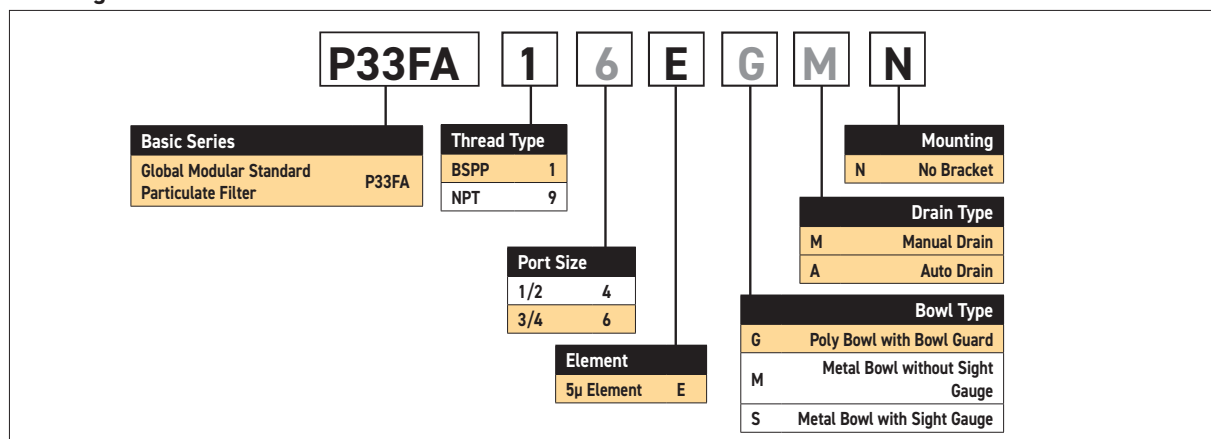 P33FA 1 6 E G M N
Basic Series
Global Modular Standard
Particulate Filter P33FA
Thread Type
BSPP 1
NPT 9
Mounting
N No Bracket
Drain Type
M Manual Drain
A Auto Drain
Port Size
1/2 4
3/4 6
Bowl Type
G Poly Bowl with Bowl Guard
M Metal Bowl without Sight
Gauge
S Metal Bowl with Sight Gauge
Element
5µ Element E